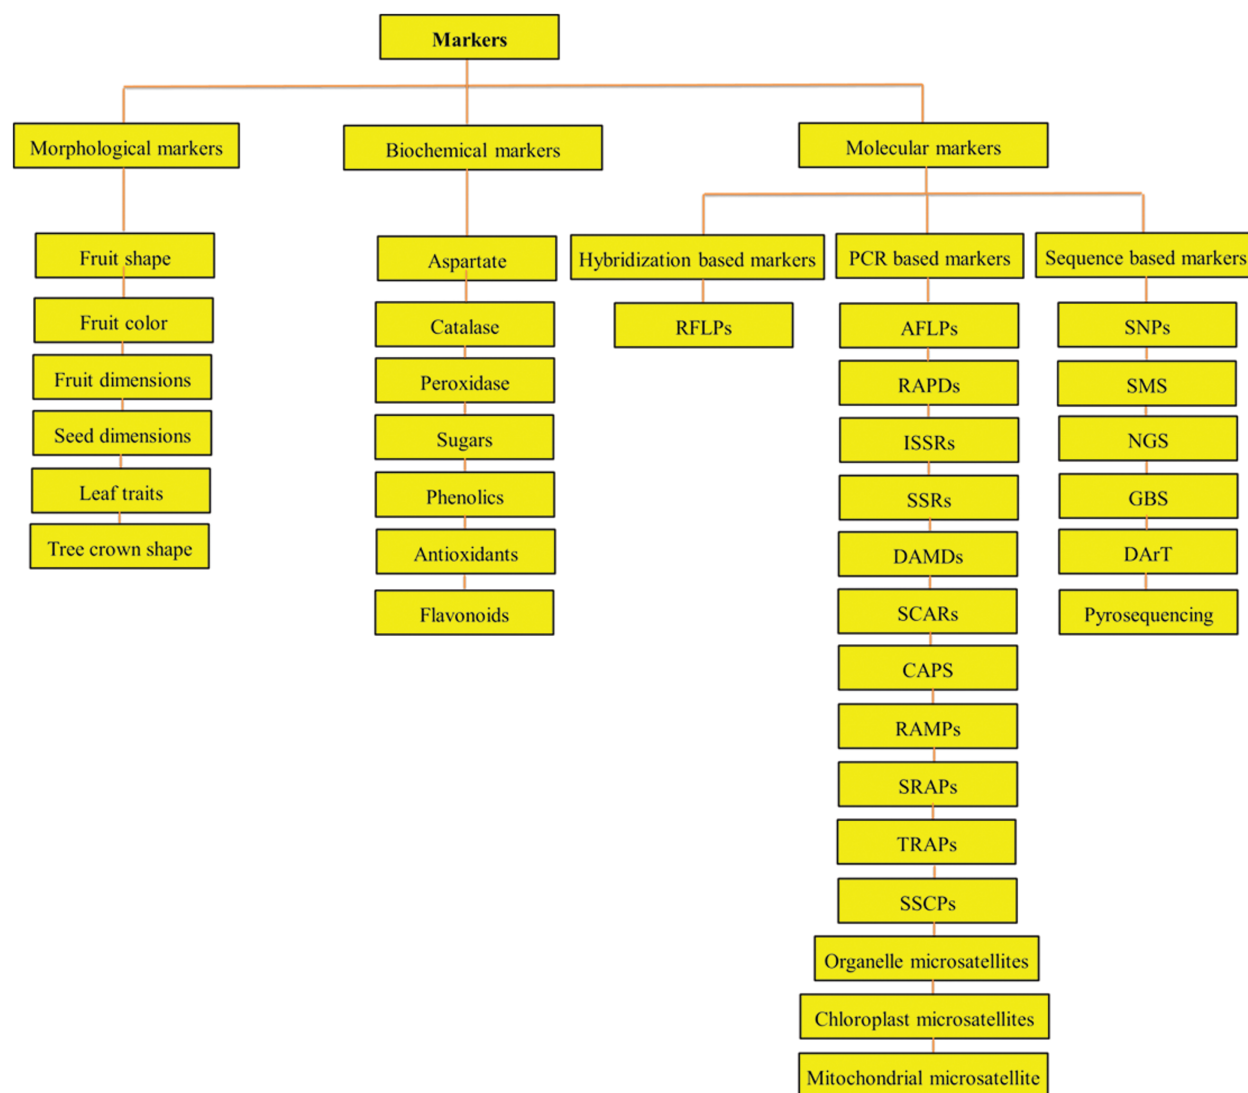 Markers
Morphological markers
Biochemical markers
Molecular markers
Fruit shape
Fruit color
Fruit dimensions
Seed dimensions
Leaf traits
Tree crown shape
Aspartate
Catalase
Peroxidase
Sugars
Phenolics
Antioxidants
Flavonoids
Hybridization based markers
RFLPs
PCR based markers
AFLPs
RAPDs
ISSRs
SSRs
DAMDs
SCARs
CAPS
RAMPs
SRAPs
TRAPs
SSCPs
Organelle microsatellites
Chloroplast microsatellites
Mitochondrial microsatellite
Sequence based markers
SNPs
SMS
NGS
GBS
DArT
Pyrosequencing